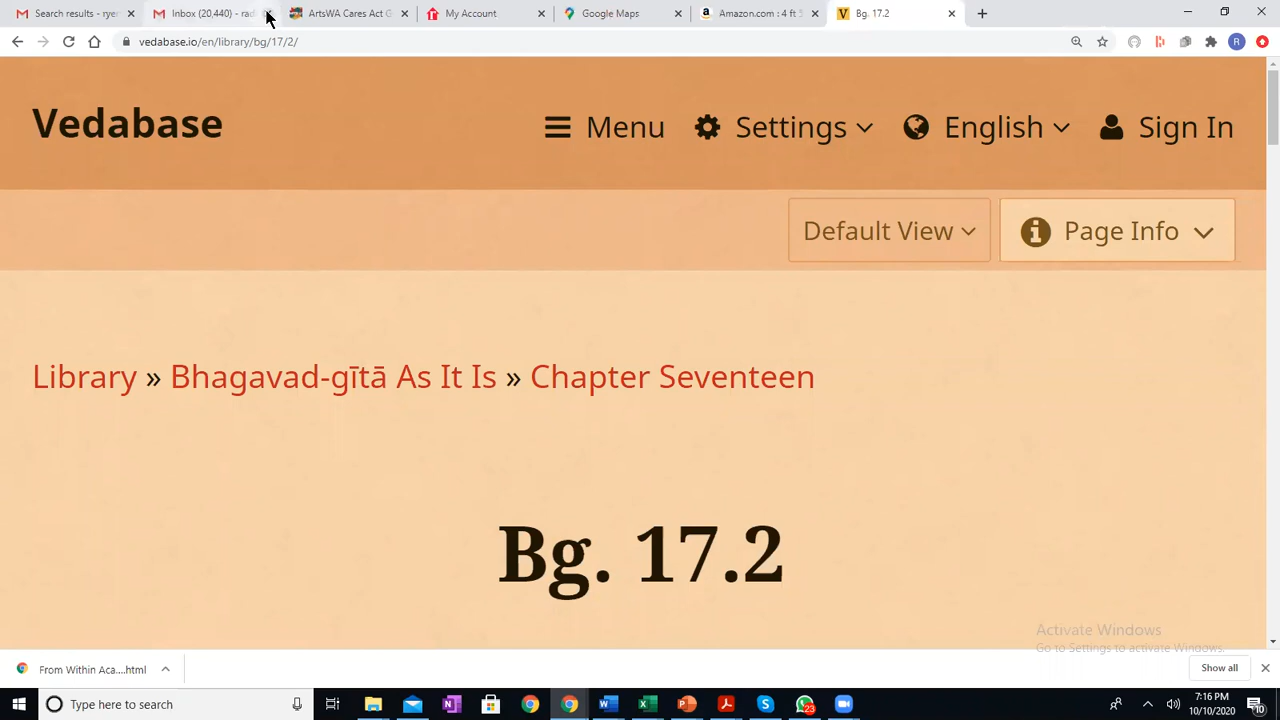 Search results - ryer
Inbox (20,440) - rad
ArtsWA Cares Act G
My Account
Google Maps
Amazon.com : 4 ft 5
Bg. 17.2
vedabase.io/en/library/bg/17/2/
R
Vedabase
Menu
Settings
English
Sign In
Default View
Page Info
Library » Bhagavad-gītā As It Is » Chapter Seventeen
Bg. 17.2
Activate Windows
Go to Settings to activate Windows.
From Within Aca....html
Show all
Type here to search
23
7:16 PM
10/10/2020
10